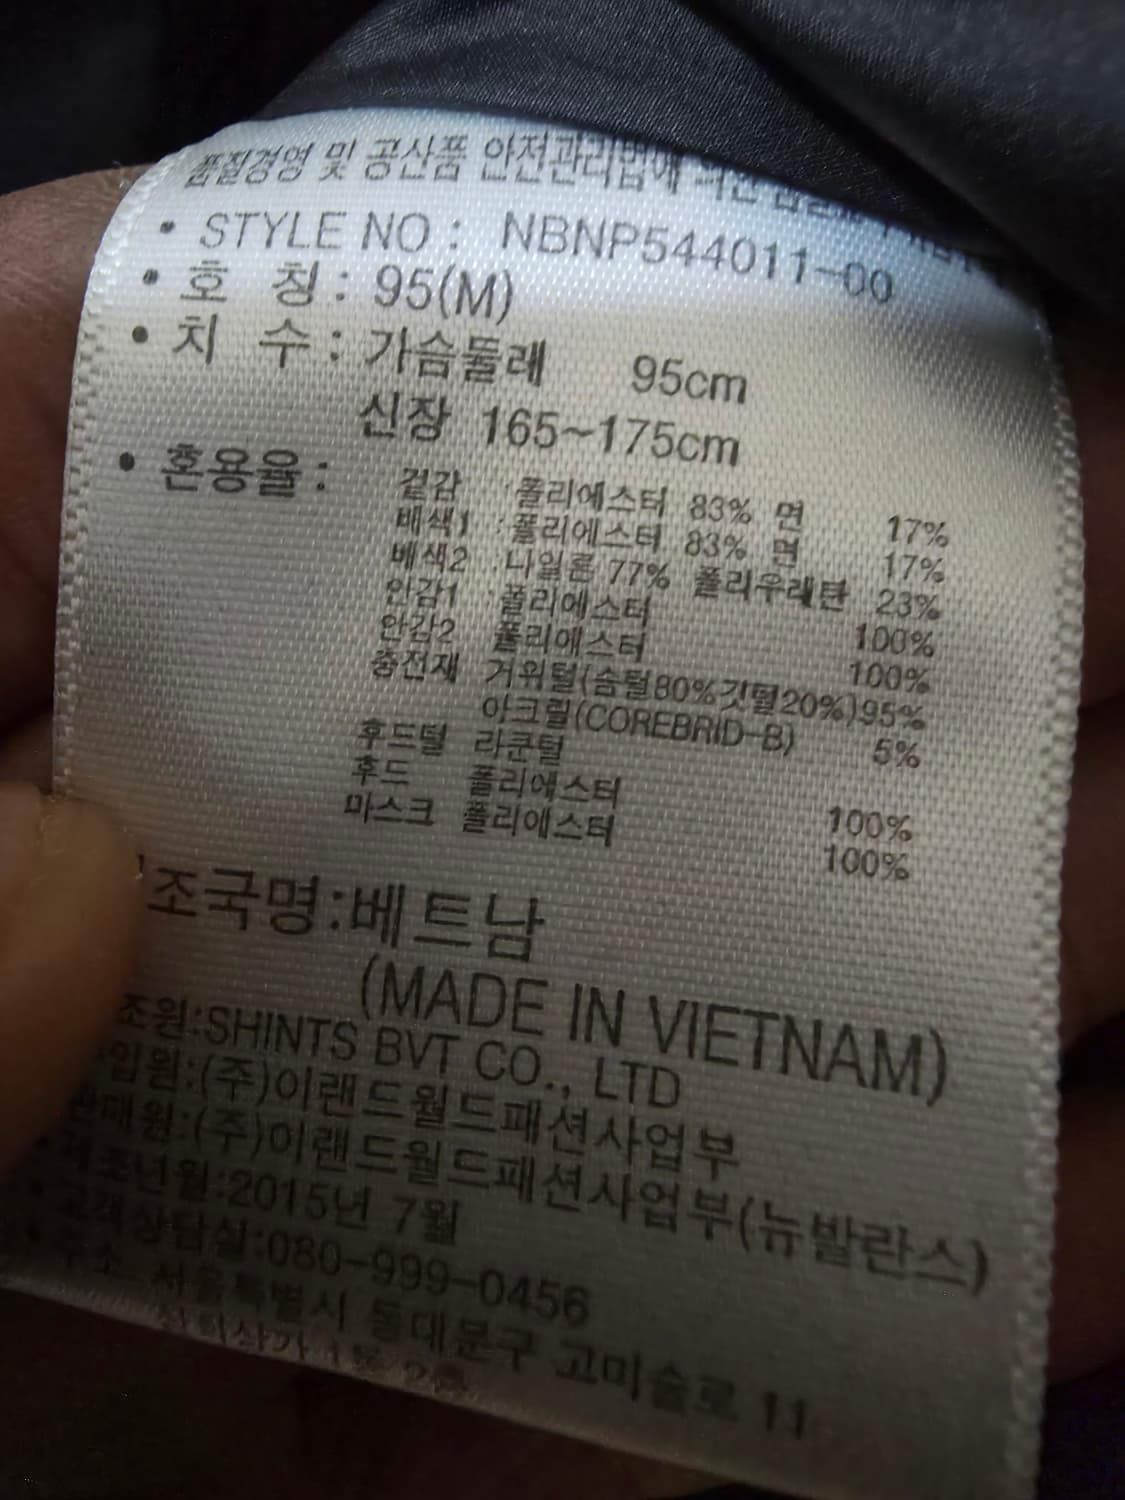 품질경영 및 공산품 안전관리법에 의한
• STYLE NO : NBNP544011-00
• 호 칭 : 95(M)
• 치 수 : 가슴둘레 95cm
신장 165~175cm
• 혼용율 :
겉감 :폴리에스터 83% 면 17%
배색1 :폴리에스터 83% 면 17%
배색2 :나일론 77% 폴리우레탄 23%
안감1 :폴리에스터 100%
안감2 폴리에스터 100%
충전재 거위털(솜털80%깃털20%)95%
아크릴(COREBRID-B) 5%
후드털 라쿤털
후드 폴리에스터 100%
마스크 폴리에스터 100%
조국명:베트남
(MADE IN VIETNAM)
조원:SHINTS BVT CO., LTD
입원:(주)이랜드월드패션사업부
판매원:(주)이랜드월드패션사업부(뉴발란스)
• 제조년월:2015년 7월
• 고객상담실:080-999-0456
• 주소 서울특별시 동대문구 고미술로 11